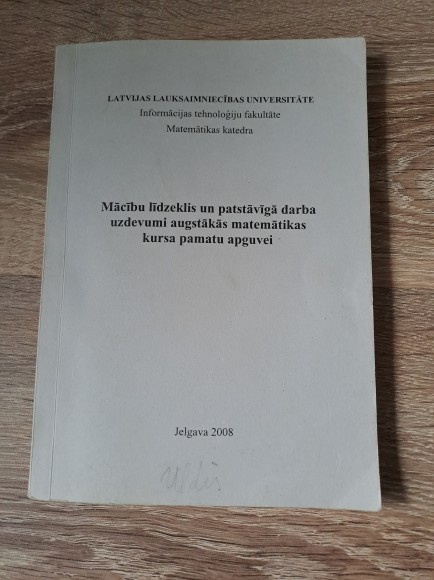 LATVIJAS LAUKSAIMNIECĪBAS UNIVERSITĀTE
Informācijas tehnoloģiju fakultāte
Matemātikas katedra
Mācību līdzeklis un patstāvīgā darba
uzdevumi augstākās matemātikas
kursa pamatu apguvei
Jelgava 2008